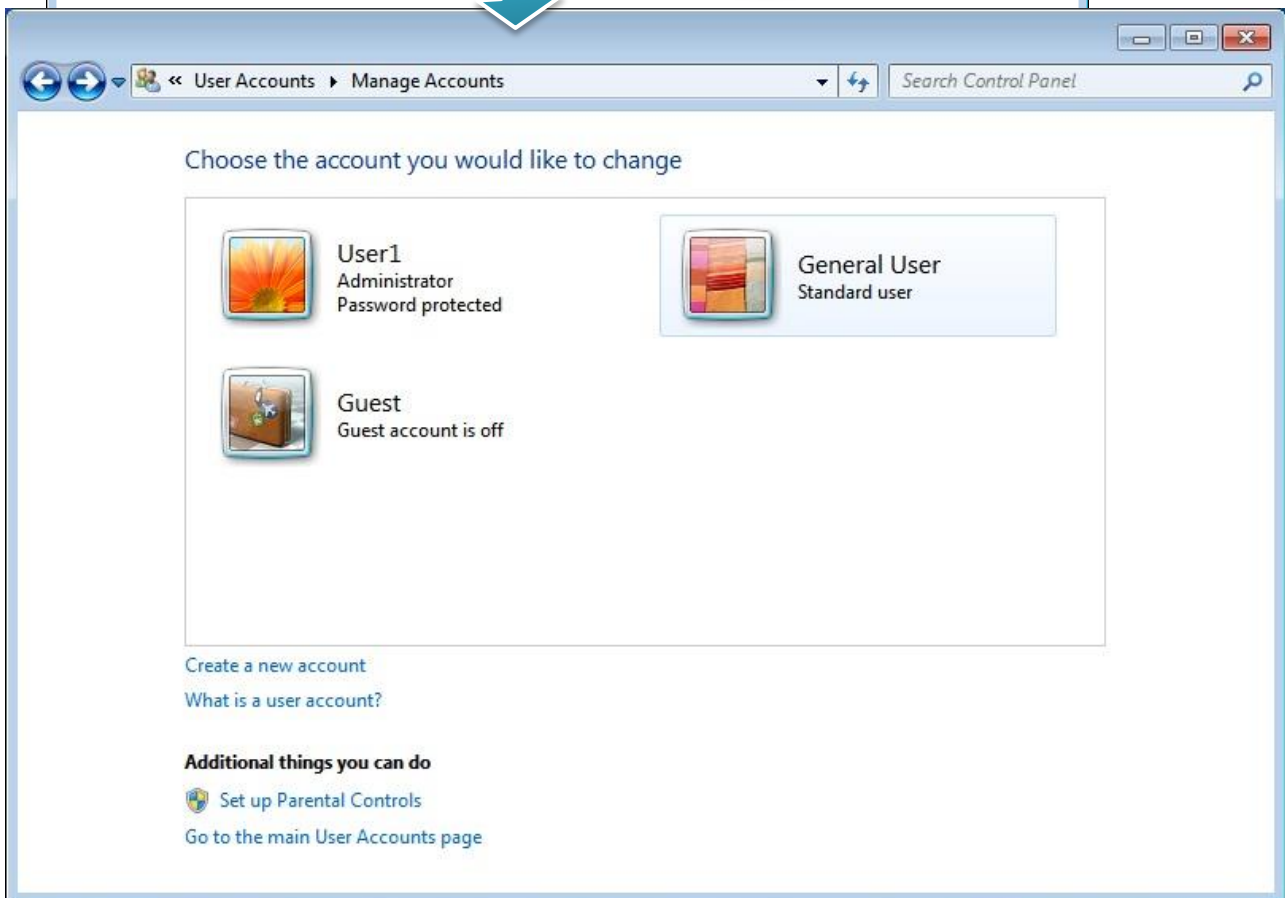 « User Accounts ▸ Manage Accounts
Search Control Panel
Choose the account you would like to change
User1
Administrator
Password protected
General User
Standard user
Guest
Guest account is off
Create a new account
What is a user account?
Additional things you can do
Set up Parental Controls
Go to the main User Accounts page